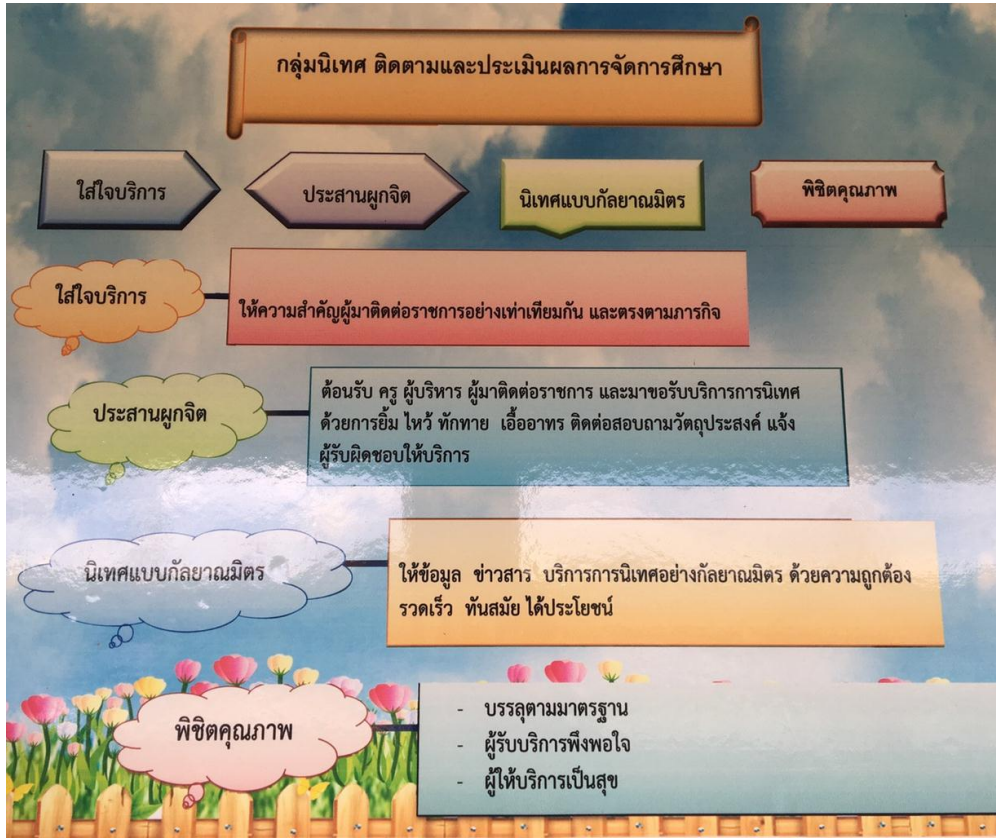 กลุ่มนิเทศ ติดตามและประเมินผลการจัดการศึกษา
ใส่ใจบริการ
ประสานผูกจิต
นิเทศแบบกัลยาณมิตร
พิชิตคุณภาพ
ใส่ใจบริการ
ให้ความสำคัญผู้มาติดต่อราชการอย่างเท่าเทียมกัน และตรงตามภารกิจ
ประสานผูกจิต
ต้อนรับ ครู ผู้บริหาร ผู้มาติดต่อราชการ และมาขอรับบริการการนิเทศ
ด้วยการยิ้ม ไหว้ ทักทาย เอื้ออาทร ติดต่อสอบถามวัตถุประสงค์ แจ้ง
ผู้รับผิดชอบให้บริการ
นิเทศแบบกัลยาณมิตร
ให้ข้อมูล ข่าวสาร บริการการนิเทศอย่างกัลยาณมิตร ด้วยความถูกต้อง
รวดเร็ว ทันสมัย ได้ประโยชน์
พิชิตคุณภาพ
- บรรลุตามมาตรฐาน
- ผู้รับบริการพึงพอใจ
- ผู้ให้บริการเป็นสุข